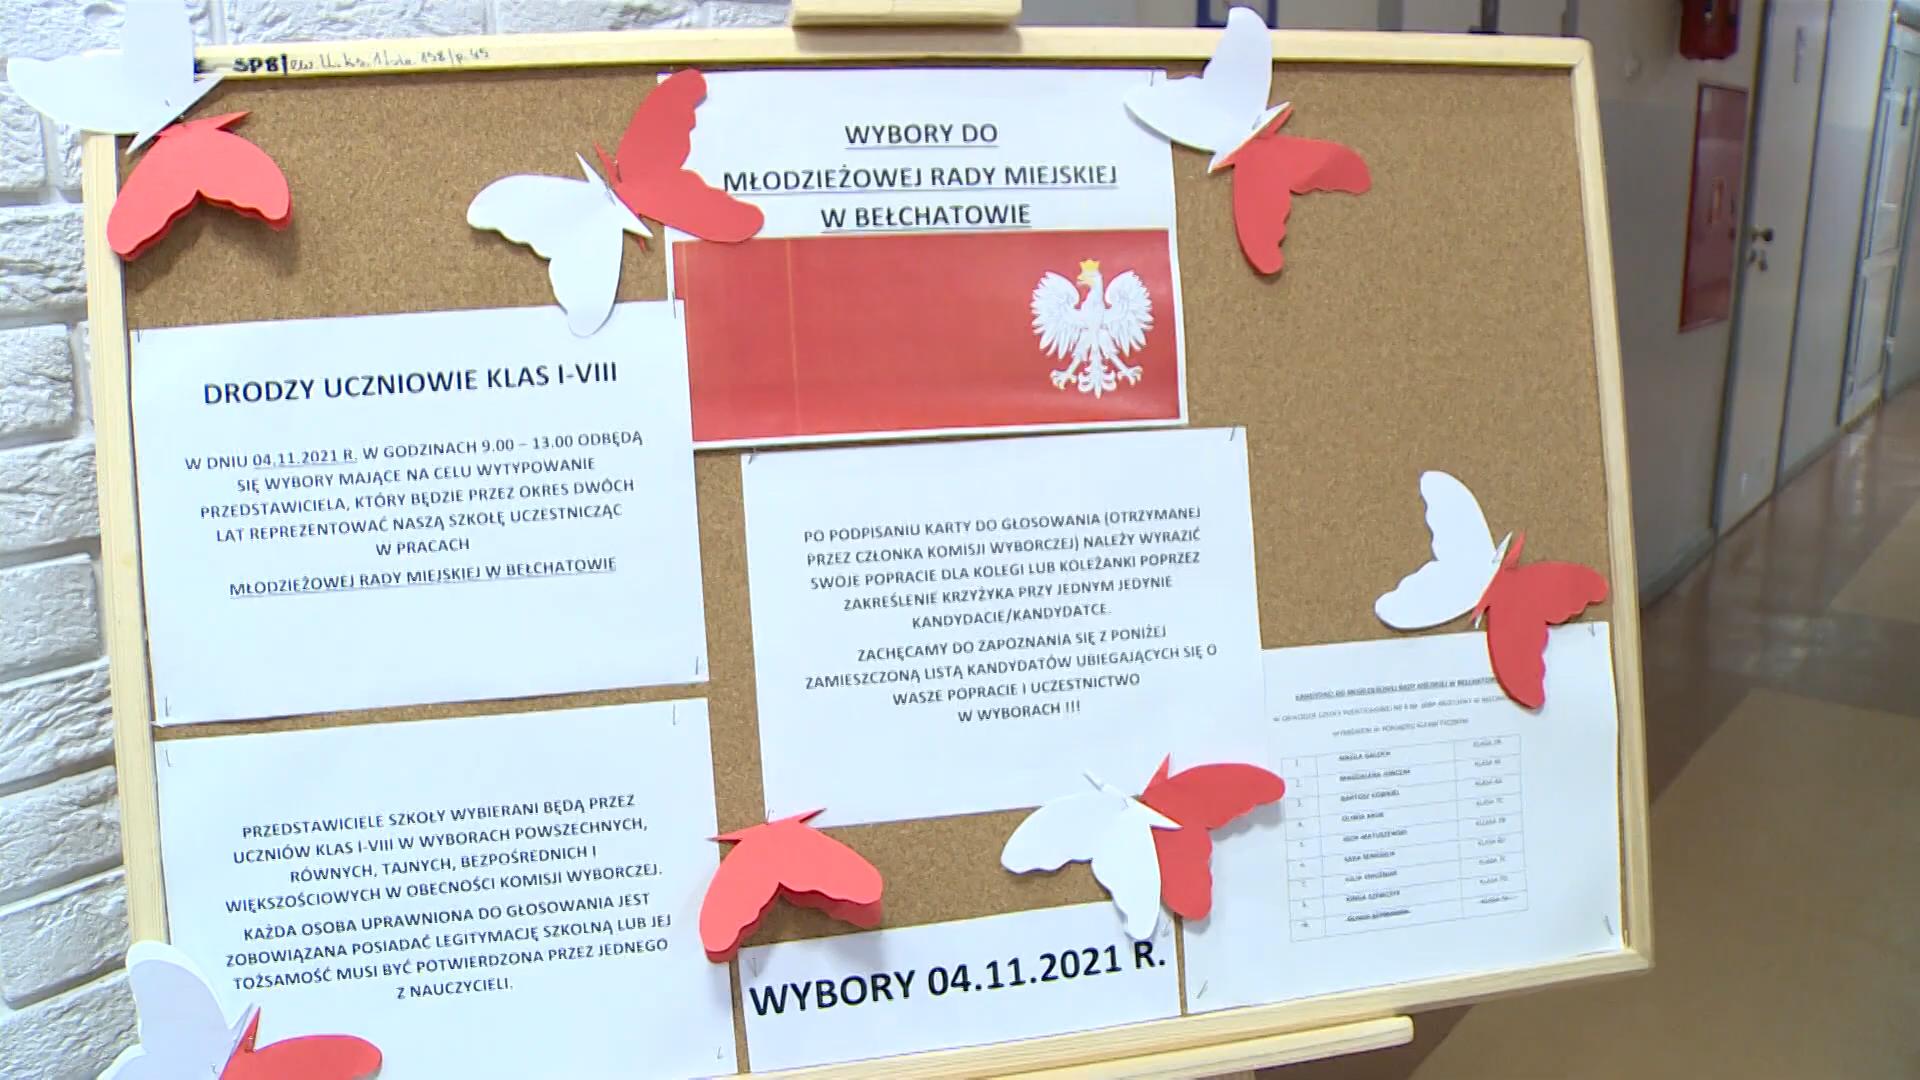 SP8
WYBORY DO
MŁODZIEŻOWEJ RADY MIEJSKIEJ
W BEŁCHATOWIE
DRODZY UCZNIOWIE KLAS I-VIII
W DNIU 04.11.2021 R. W GODZINACH 9.00 – 13.00 ODBĘDĄ
SIĘ WYBORY MAJĄCE NA CELU WYTYPOWANIE
PRZEDSTAWICIELA, KTÓRY BĘDZIE PRZEZ OKRES DWÓCH
LAT REPREZENTOWAĆ NASZĄ SZKOŁĘ UCZESTNICZĄC
W PRACACH
MŁODZIEŻOWEJ RADY MIEJSKIEJ W BEŁCHATOWIE
PO PODPISANIU KARTY DO GŁOSOWANIA (OTRZYMANEJ
PRZEZ CZŁONKA KOMISJI WYBORCZEJ) NALEŻY WYRAZIĆ
SWOJE POPRACIE DLA KOLEGI LUB KOLEŻANKI POPRZEZ
ZAKREŚLENIE KRZYŻYKA PRZY JEDNYM JEDYNIE
KANDYDACIE/KANDYDATCE.
ZACHĘCAMY DO ZAPOZNANIA SIĘ Z PONIŻEJ
ZAMIESZCZONĄ LISTĄ KANDYDATÓW UBIEGAJĄCYCH SIĘ O
WASZE POPRACIE I UCZESTNICTWO
W WYBORACH !!!
PRZEDSTAWICIELE SZKOŁY WYBIERANI BĘDĄ PRZEZ
UCZNIÓW KLAS I-VIII W WYBORACH POWSZECHNYCH,
RÓWNYCH, TAJNYCH, BEZPOŚREDNICH I
WIĘKSZOŚCIOWYCH W OBECNOŚCI KOMISJI WYBORCZEJ.
KAŻDA OSOBA UPRAWNIONA DO GŁOSOWANIA JEST
ZOBOWIĄZANA POSIADAĆ LEGITYMACJĘ SZKOLNĄ LUB JEJ
TOŻSAMOŚĆ MUSI BYĆ POTWIERDZONA PRZEZ JEDNEGO
Z NAUCZYCIELI.
WYBORY 04.11.2021 R.